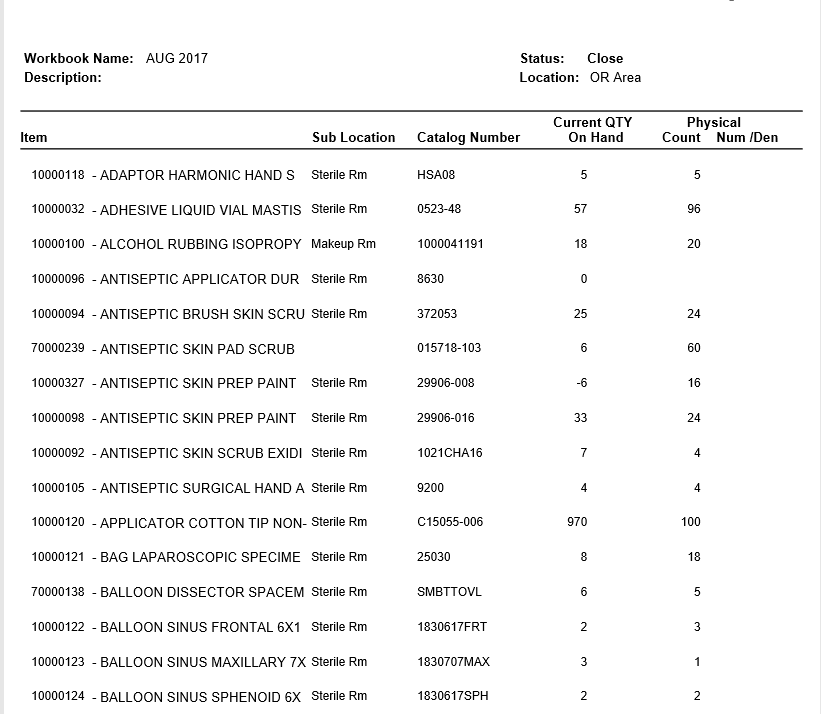 Workbook Name: AUG 2017 Status: Close
Description: Location: OR Area
Current QTY Physical
Item Sub Location Catalog Number On Hand Count Num /Den
10000118 - ADAPTOR HARMONIC HAND S Sterile Rm HSA08 5 5
10000032 - ADHESIVE LIQUID VIAL MASTIS Sterile Rm 0523-48 57 96
10000100 - ALCOHOL RUBBING ISOPROPY Makeup Rm 1000041191 18 20
10000096 - ANTISEPTIC APPLICATOR DUR Sterile Rm 8630 0
10000094 - ANTISEPTIC BRUSH SKIN SCRU Sterile Rm 372053 25 24
70000239 - ANTISEPTIC SKIN PAD SCRUB 015718-103 6 60
10000327 - ANTISEPTIC SKIN PREP PAINT Sterile Rm 29906-008 -6 16
10000098 - ANTISEPTIC SKIN PREP PAINT Sterile Rm 29906-016 33 24
10000092 - ANTISEPTIC SKIN SCRUB EXIDI Sterile Rm 1021CHA16 7 4
10000105 - ANTISEPTIC SURGICAL HAND A Sterile Rm 9200 4 4
10000120 - APPLICATOR COTTON TIP NON- Sterile Rm C15055-006 970 100
10000121 - BAG LAPAROSCOPIC SPECIME Sterile Rm 25030 8 18
70000138 - BALLOON DISSECTOR SPACEM Sterile Rm SMBTTOVL 6 5
10000122 - BALLOON SINUS FRONTAL 6X1 Sterile Rm 1830617FRT 2 3
10000123 - BALLOON SINUS MAXILLARY 7X Sterile Rm 1830707MAX 3 1
10000124 - BALLOON SINUS SPHENOID 6X Sterile Rm 1830617SPH 2 2